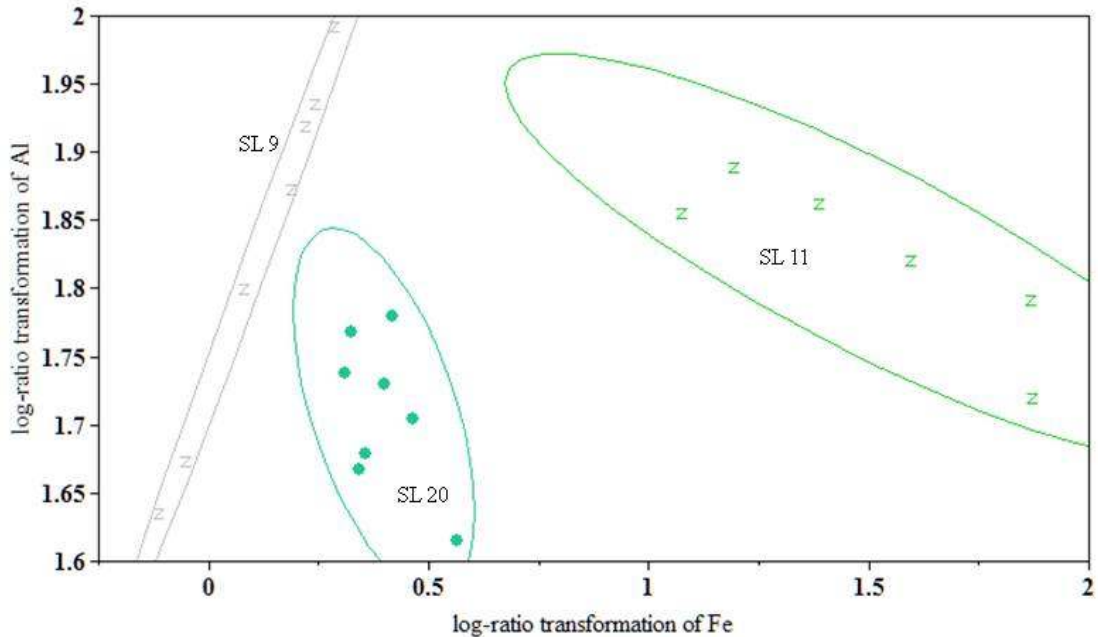 2
1.95
1.9
1.85
1.8
1.75
1.7
1.65
1.6
log-ratio transformation of Al
SL 9
SL 11
SL 20
0 0.5 1 1.5 2
log-ratio transformation of Fe